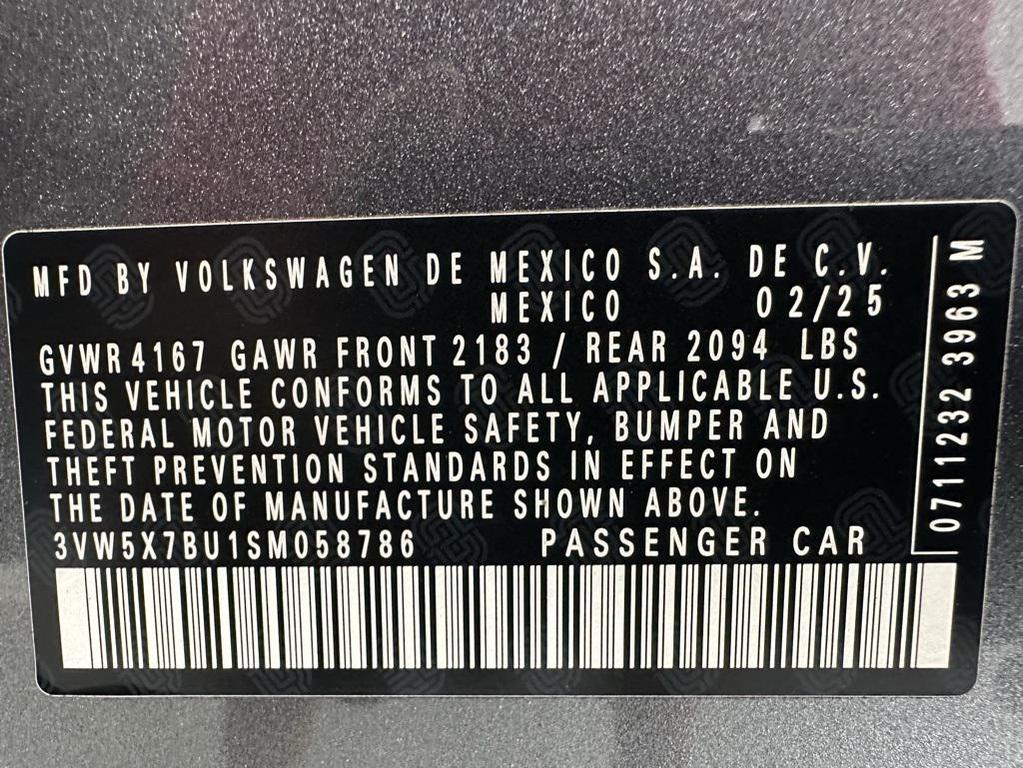 MFD BY VOLKSWAGEN DE MEXICO S.A. DE C.V.
MEXICO 02/25
GVWR 4167 GAWR FRONT 2183 / REAR 2094 LBS
THIS VEHICLE CONFORMS TO ALL APPLICABLE U.S.
FEDERAL MOTOR VEHICLE SAFETY, BUMPER AND
THEFT PREVENTION STANDARDS IN EFFECT ON
THE DATE OF MANUFACTURE SHOWN ABOVE.
3VW5X7BU1SM058786 PASSENGER CAR
0711232 3963 M